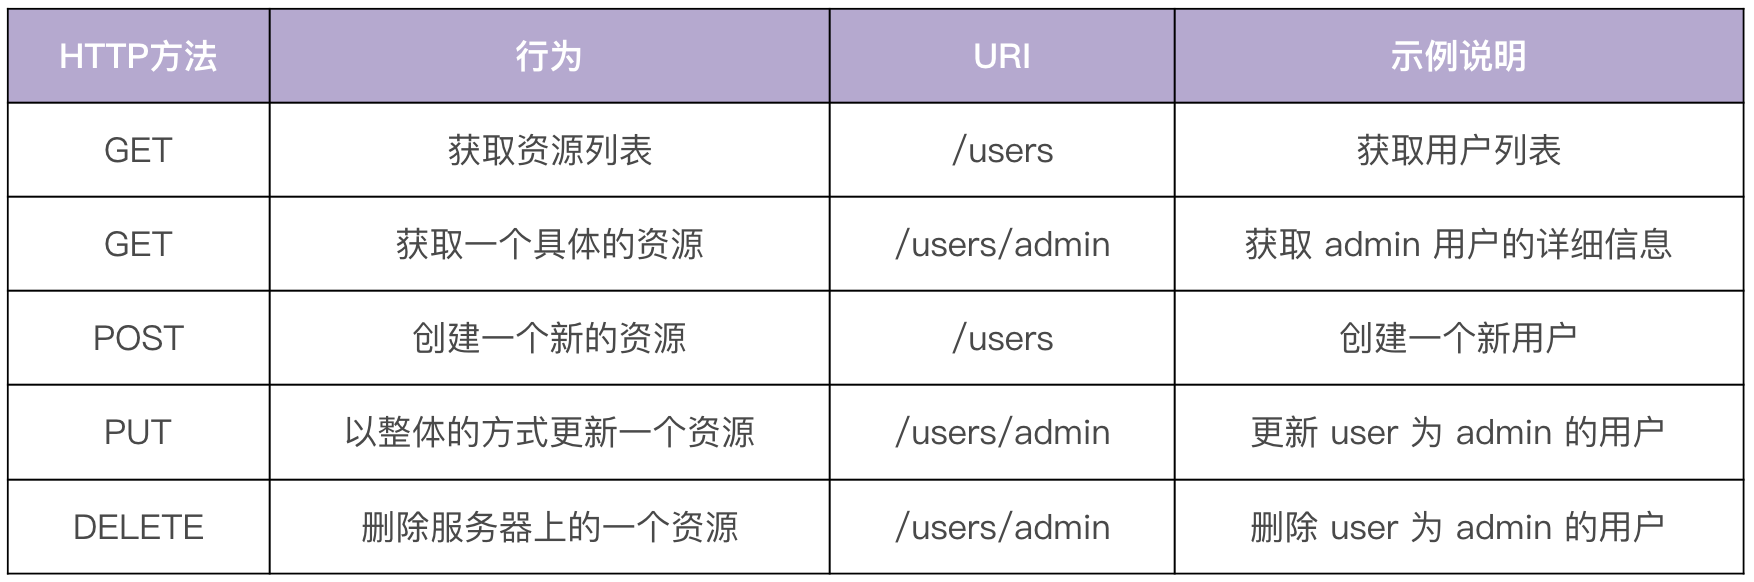 HTTP方法 行为 URI 示例说明
GET 获取资源列表 /users 获取用户列表
GET 获取一个具体的资源 /users/admin 获取 admin 用户的详细信息
POST 创建一个新的资源 /users 创建一个新用户
PUT 以整体的方式更新一个资源 /users/admin 更新 user 为 admin 的用户
DELETE 删除服务器上的一个资源 /users/admin 删除 user 为 admin 的用户